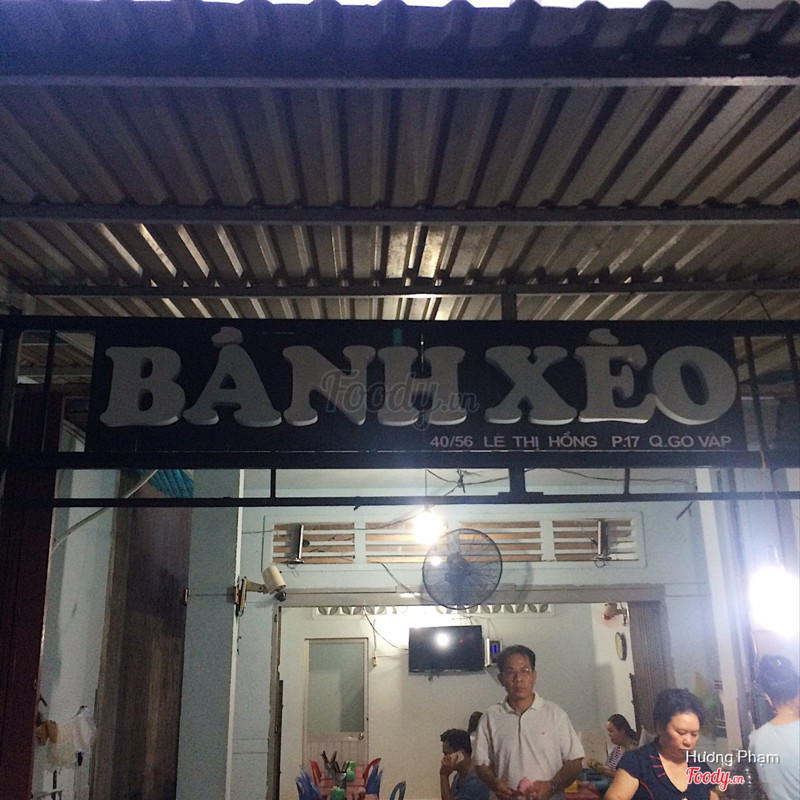 BÁNH XÈO
Foody.vn
40/56 LÊ THỊ HỒNG P.17 Q.GÒ VẤP
Hương Phạm
Foody.vn